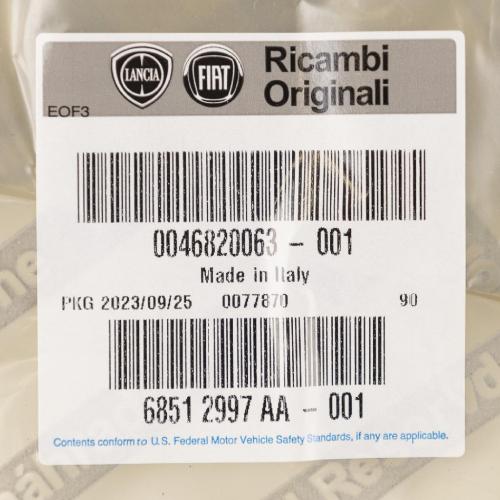 LANCIA FIAT Ricambi
Originali
EOF3
0046820063 - 001
Made in Italy
PKG 2023/09/25 0077870 90
6851 2997 AA - 001
Contents conform to U.S. Federal Motor Vehicle Safety Standards, if any are applicable.